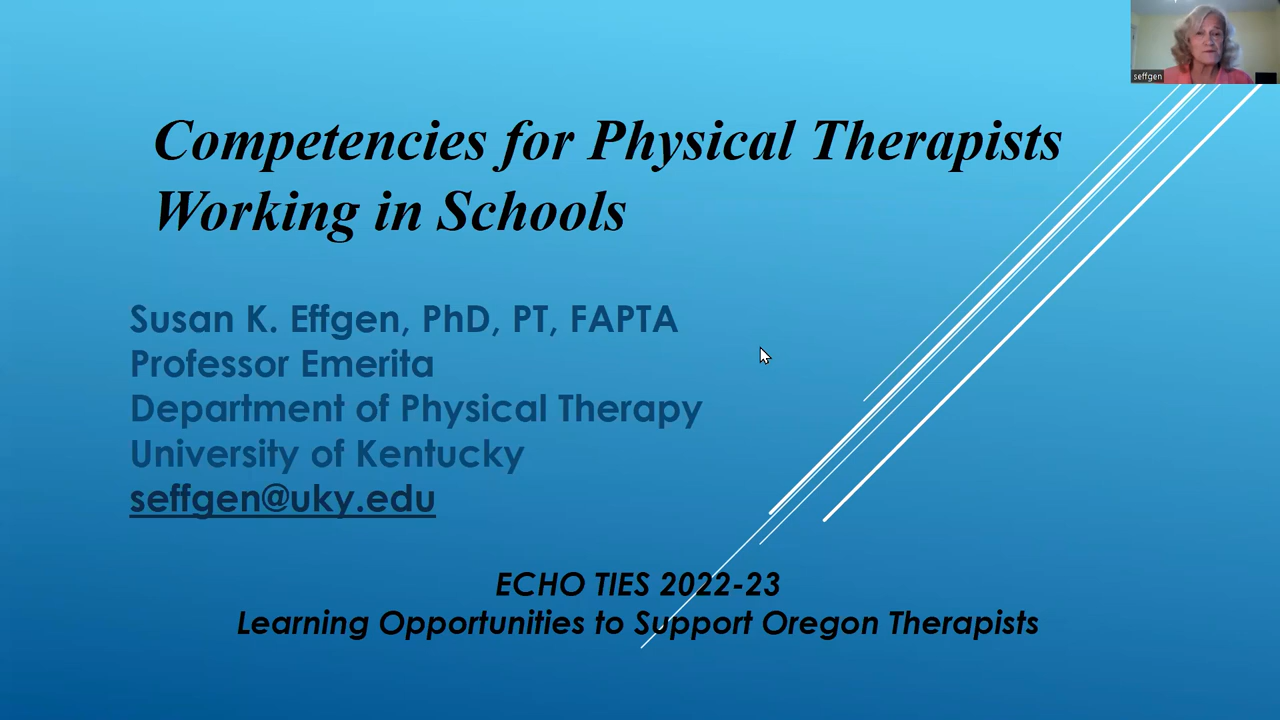 seffgen
Competencies for Physical Therapists
Working in Schools
Susan K. Effgen, PhD, PT, FAPTA
Professor Emerita
Department of Physical Therapy
University of Kentucky
seffgen@uky.edu
ECHO TIES 2022-23
Learning Opportunities to Support Oregon Therapists